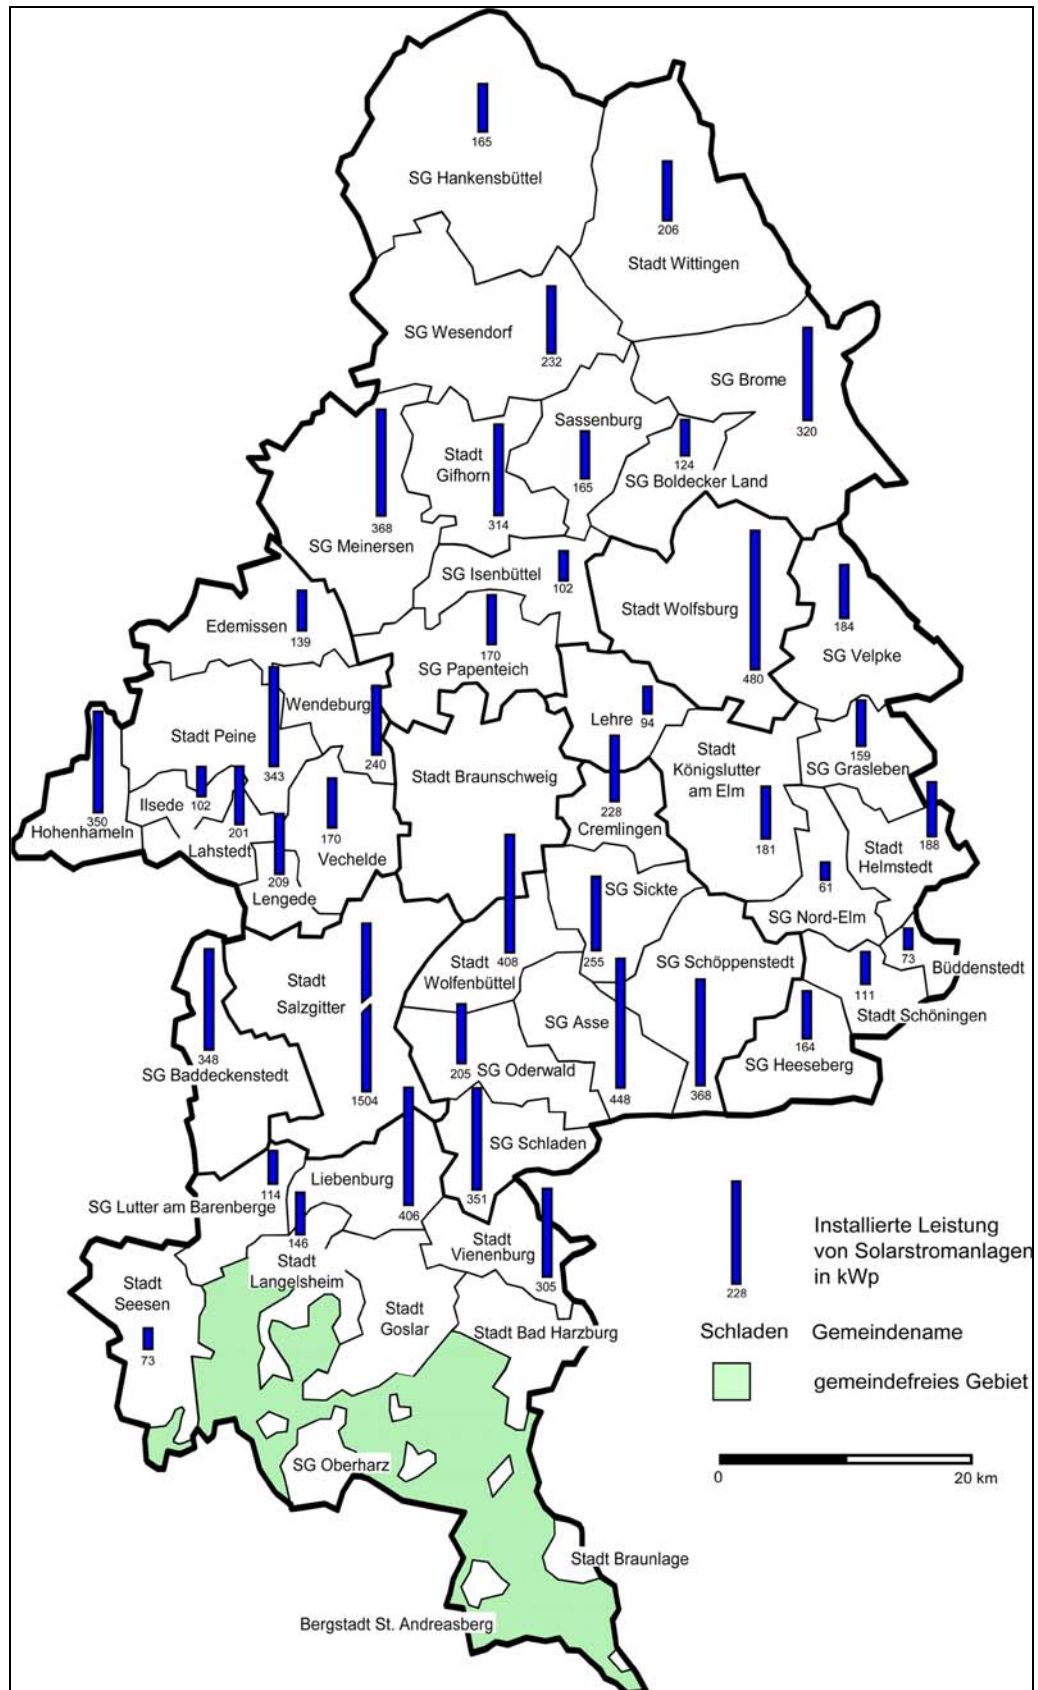 165
SG Hankensbüttel
206
Stadt Wittingen
SG Wesendorf
232
SG Brome
320
Sassenburg
165
124
SG Boldecker Land
Stadt
Gifhorn
314
368
SG Meinersen
SG Isenbüttel
102
Stadt Wolfsburg
480
184
SG Velpke
Edemissen
139
170
SG Papenteich
Wendeburg
240
Stadt Peine
343
Lehre
94
Stadt
Königslutter
am Elm
181
159
SG Grasleben
350
Hohenhameln
Ilsede
102
201
Lahstedt
209
Lengede
170
Vechelde
Stadt Braunschweig
408
228
Cremlingen
Stadt
Helmstedt
188
61
SG Nord-Elm
SG Sickte
255
73
Büddenstedt
111
Stadt Schöningen
Stadt
Wolfenbüttel
SG Schöppenstedt
368
164
SG Heeseberg
Stadt
Salzgitter
1504
348
SG Baddeckenstedt
SG Asse
448
205
SG Oderwald
SG Schladen
351
114
SG Lutter am Barenberge
Liebenburg
406
146
Stadt
Langelsheim
Stadt
Vienenburg
305
Stadt
Seesen
73
Stadt
Goslar
Stadt Bad Harzburg
SG Oberharz
Stadt Braunlage
Bergstadt St. Andreasberg
228
Installierte Leistung
von Solarstromanlagen
in kWp
Schladen Gemeindename
gemeindefreies Gebiet
0 20 km